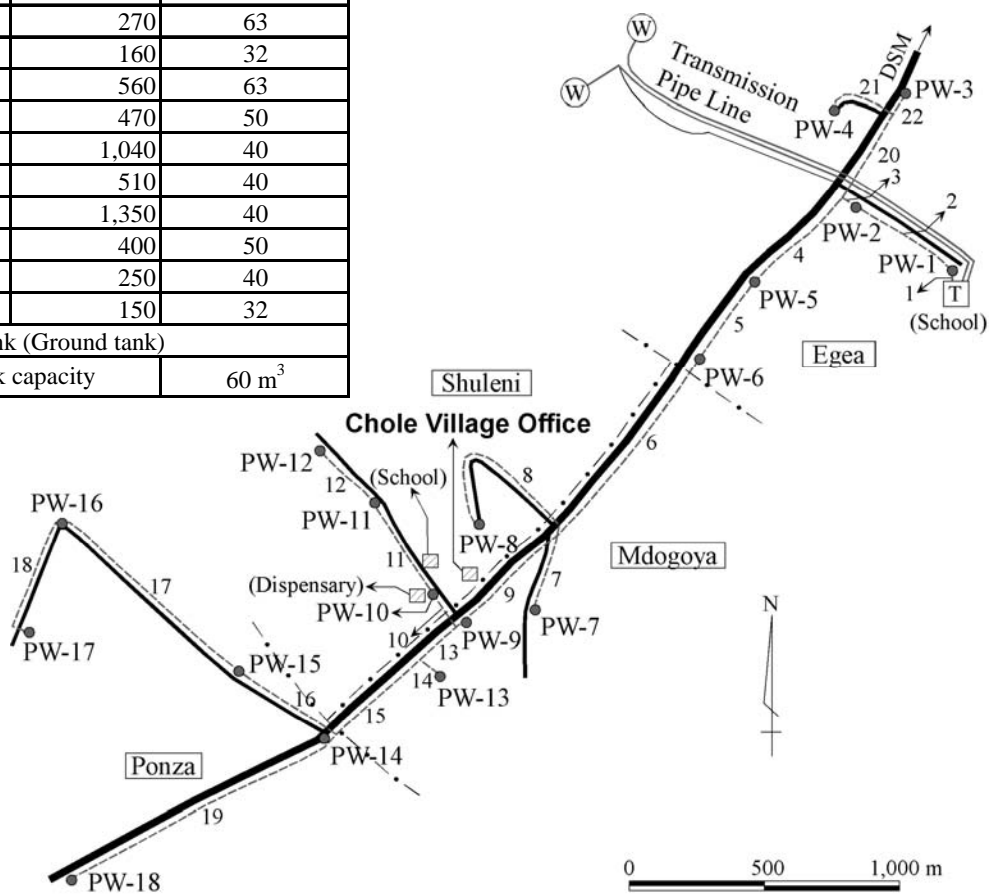 270 63
160 32
560 63
470 50
1,040 40
510 40
1,350 40
400 50
250 40
150 32
(Ground tank)
capacity 60 m³
W
W
Transmission
Pipe Line
DSM
21
PW-3
PW-4
22
20
3
2
PW-2
4
PW-1
1
T
(School)
PW-5
5
Egea
PW-6
Shuleni
Chole Village Office
6
PW-12
(School)
8
12
PW-11
PW-16
PW-8
Mdogoya
11
18
17
(Dispensary)
9
7
PW-10
PW-7
N
PW-17
10
PW-9
13
PW-15
14
PW-13
16
15
PW-14
Ponza
19
PW-18
0 500 1,000 m